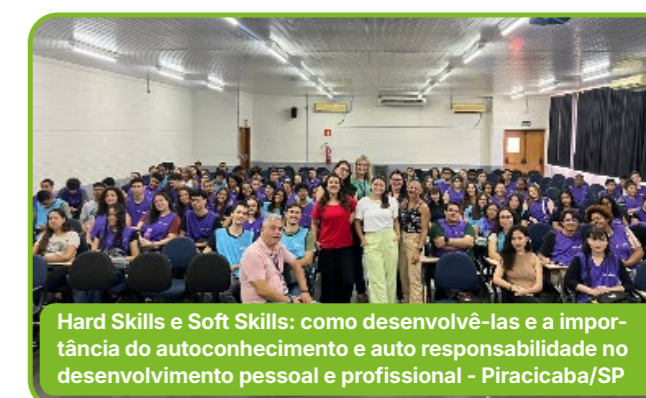 Hard Skills e Soft Skills: como desenvolvê-las e a impor-
tância do autoconhecimento e auto responsabilidade no
desenvolvimento pessoal e profissional - Piracicaba/SP